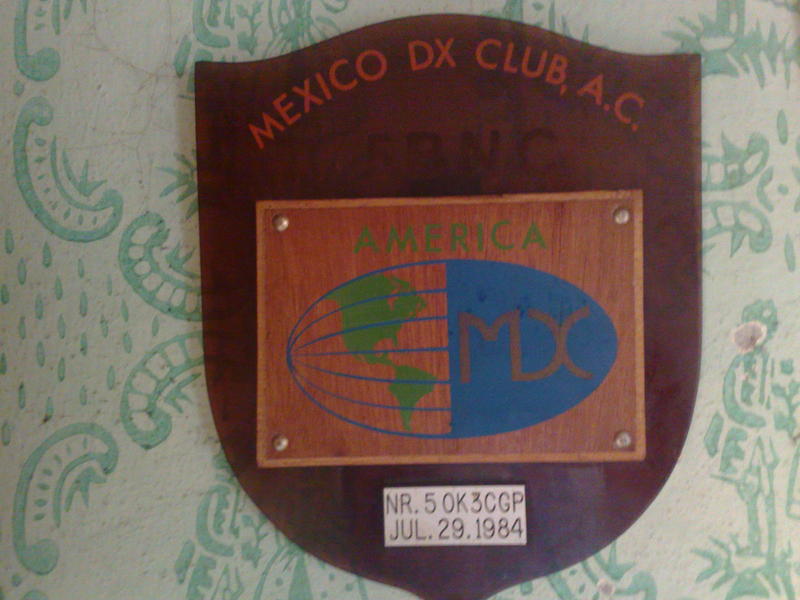 MEXICO DX CLUB, A.C.
AMERICA
MDX
NR. 5 OK3CGP
JUL. 29. 1984